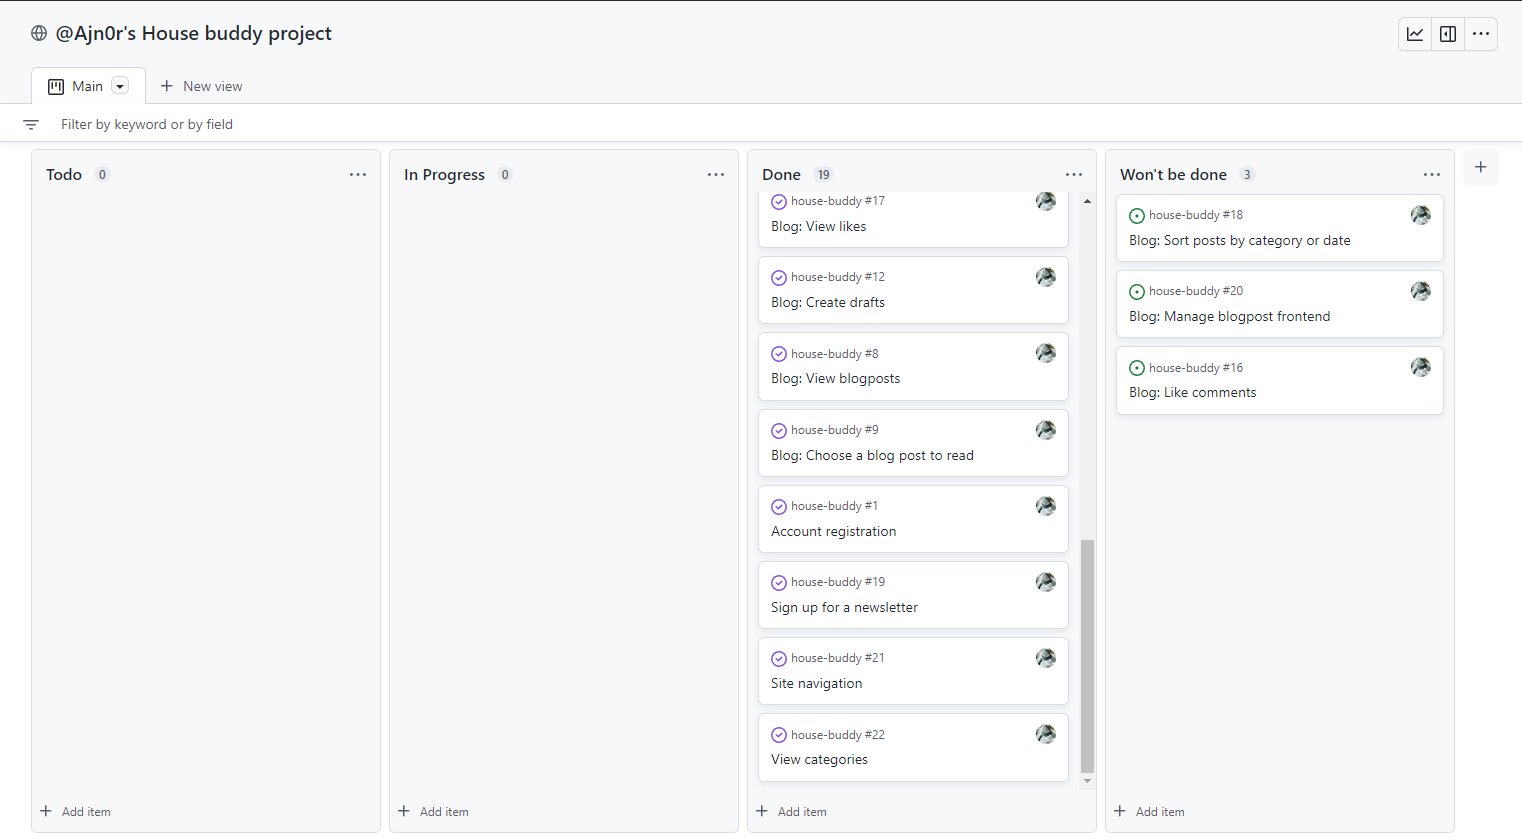 @Ajn0r's House buddy project
Main
New view
Filter by keyword or by field
Todo 0
Add item
In Progress 0
Add item
Done 19
house-buddy #17
Blog: View likes
house-buddy #12
Blog: Create drafts
house-buddy #8
Blog: View blogposts
house-buddy #9
Blog: Choose a blog post to read
house-buddy #1
Account registration
house-buddy #19
Sign up for a newsletter
house-buddy #21
Site navigation
house-buddy #22
View categories
Add item
Won't be done 3
house-buddy #18
Blog: Sort posts by category or date
house-buddy #20
Blog: Manage blogpost frontend
house-buddy #16
Blog: Like comments
Add item